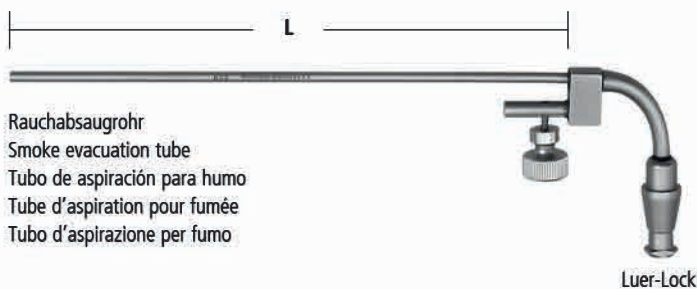 L
Rauchabsaugrohr
Smoke evacuation tube
Tubo de aspiración para humo
Tube d'aspiration pour fumée
Tubo d'aspirazione per fumo
Luer-Lock